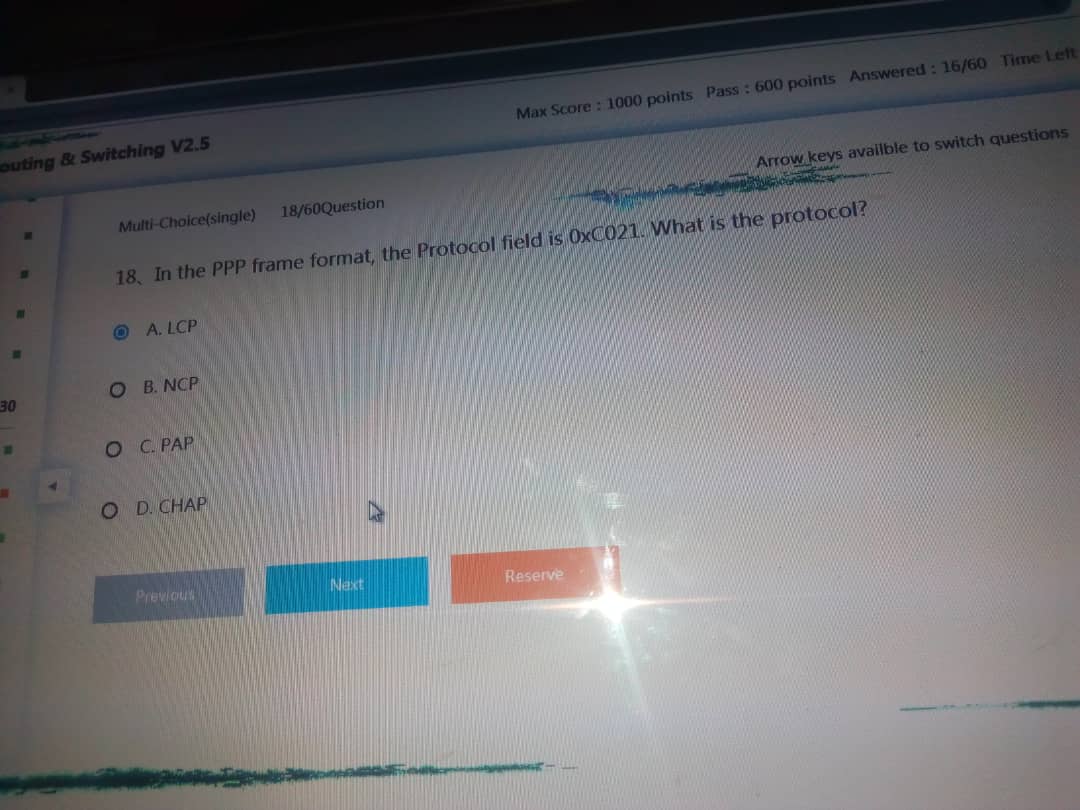 Max Score : 1000 points Pass : 600 points Answered : 16/60 Time Left
outing & Switching V2.5
Arrow keys availble to switch questions
Multi-Choice(single) 18/60Question
18、In the PPP frame format, the Protocol field is 0xC021. What is the protocol?
A. LCP
B. NCP
30
C. PAP
D. CHAP
Previous Next Reserve